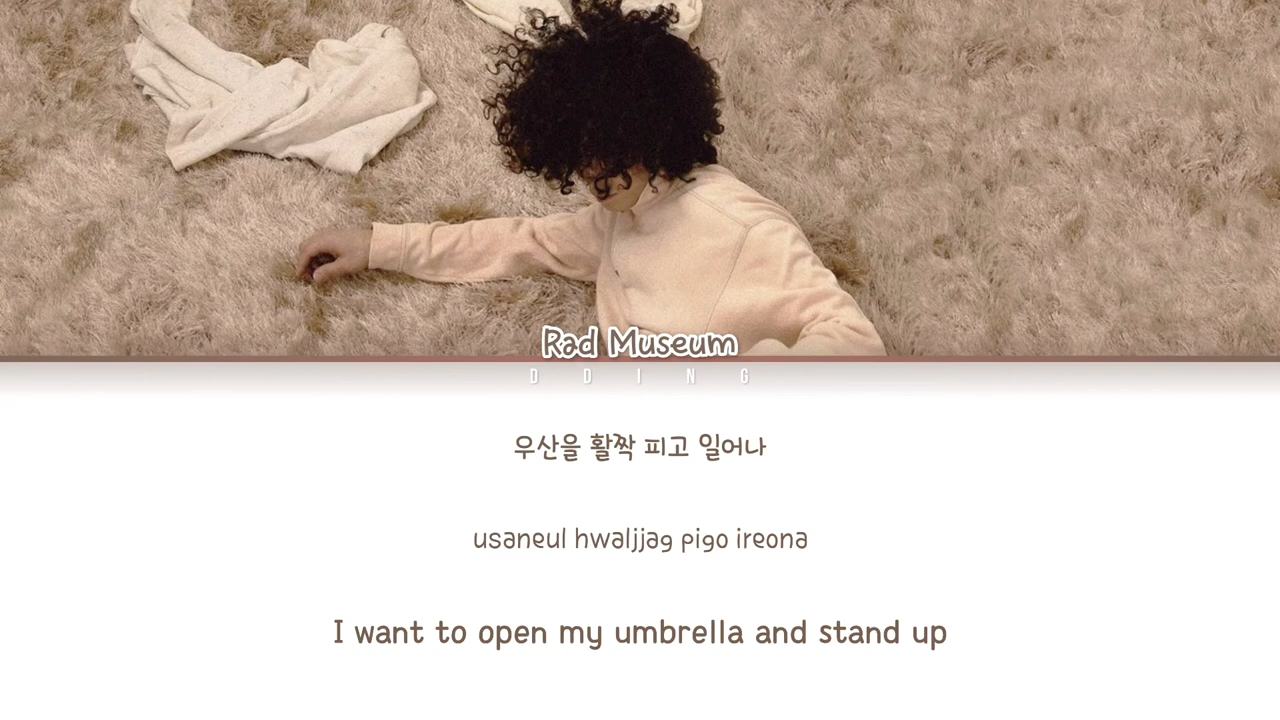 Rad Museum
D D I N G
우산을 활짝 피고 일어나
usaneul hwaljjag pigo ireona
I want to open my umbrella and stand up